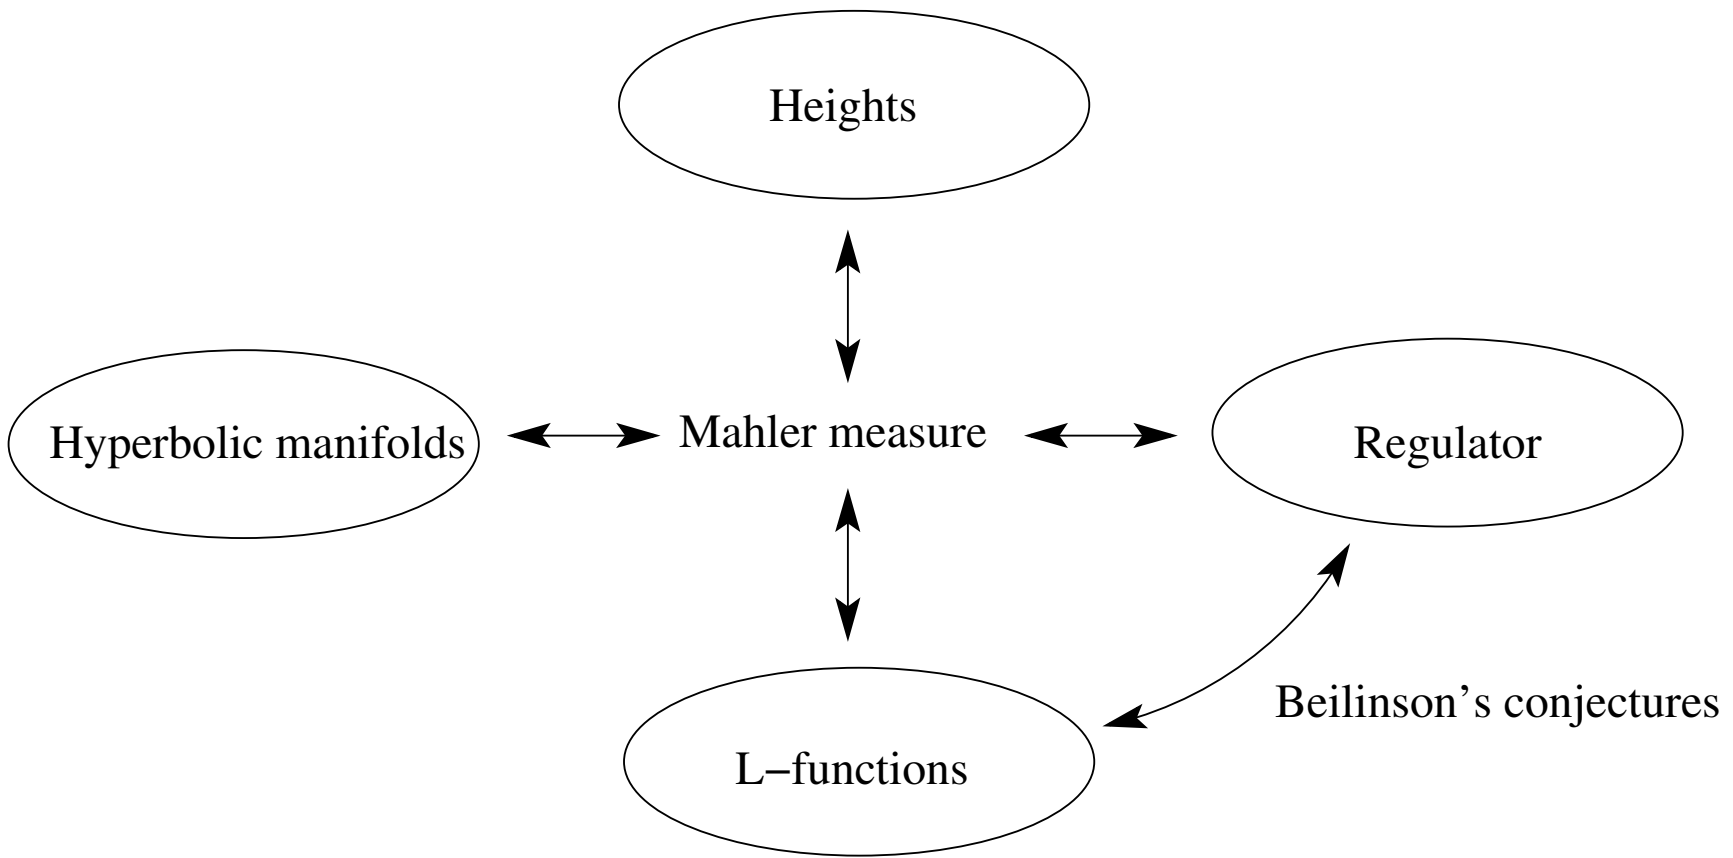 Heights
Hyperbolic manifolds
Mahler measure
Regulator
Beilinson’s conjectures
L−functions